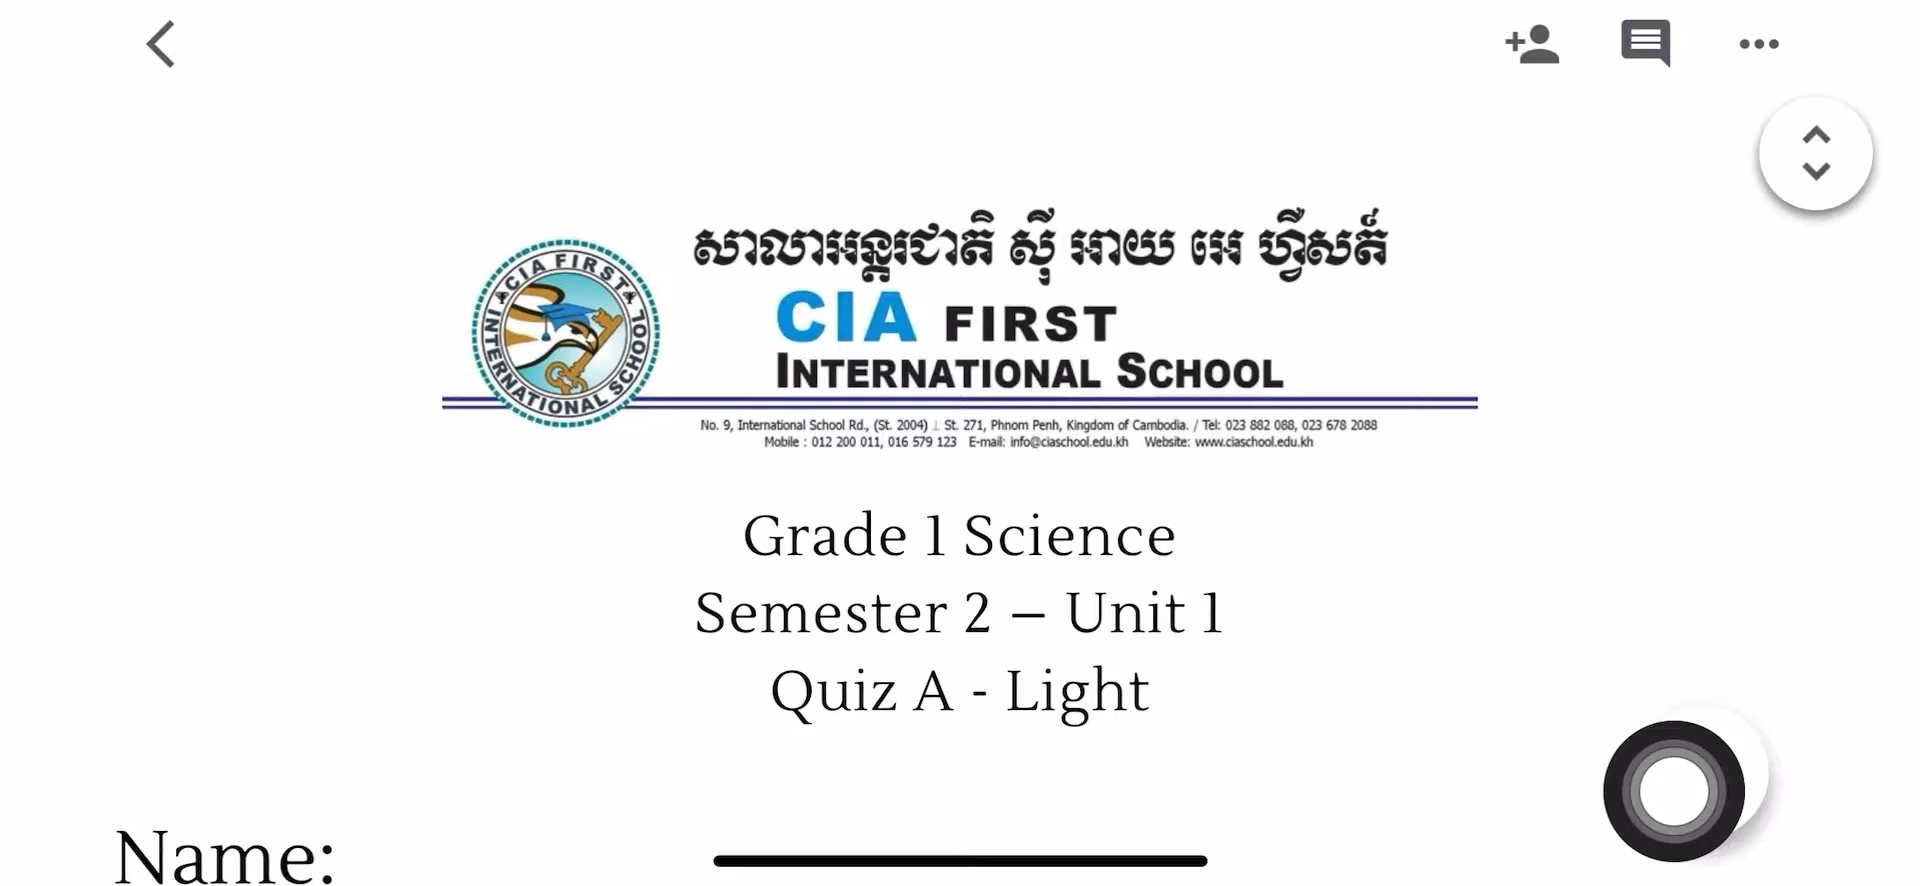 សាលាអន្តរជាតិ ស៊ី អាយ អេ ហ្វឺសត៍
CIA FIRST
INTERNATIONAL SCHOOL
CIA FIRST INTERNATIONAL SCHOOL
No. 9, International School Rd., (St. 2004) ⊥ St. 271, Phnom Penh, Kingdom of Cambodia. / Tel: 023 882 088, 023 678 2088
Mobile : 012 200 011, 016 579 123 E-mail: info@ciaschool.edu.kh Website: www.ciaschool.edu.kh
Grade 1 Science
Semester 2 – Unit 1
Quiz A - Light
Name: